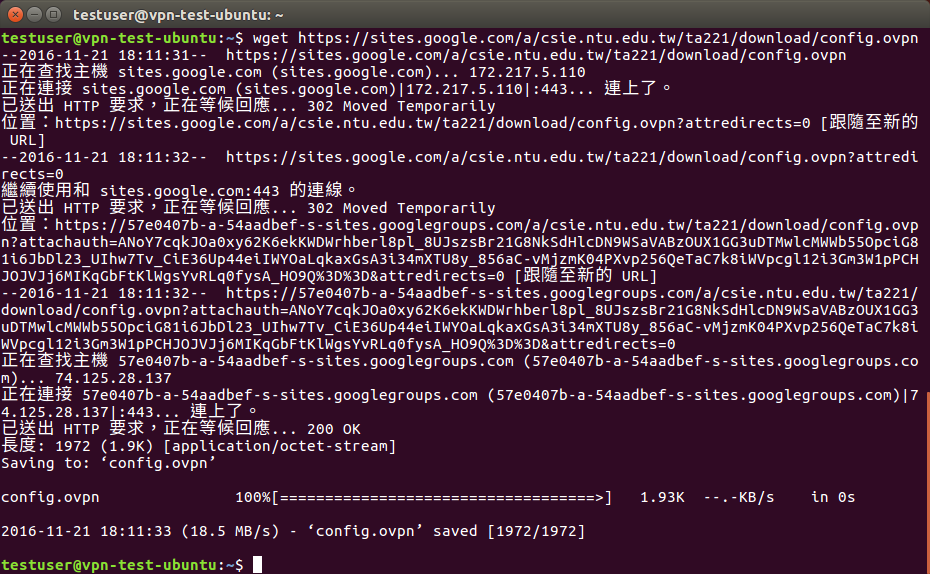 testuser@vpn-test-ubuntu: ~
testuser@vpn-test-ubuntu:~$ wget https://sites.google.com/a/csie.ntu.edu.tw/ta221/download/config.ovpn
--2016-11-21 18:11:31--  https://sites.google.com/a/csie.ntu.edu.tw/ta221/download/config.ovpn
正在查找主機 sites.google.com (sites.google.com)... 172.217.5.110
正在連接 sites.google.com (sites.google.com)|172.217.5.110|:443... 連上了。
已送出 HTTP 要求，正在等候回應... 302 Moved Temporarily
位置：https://sites.google.com/a/csie.ntu.edu.tw/ta221/download/config.ovpn?attredirects=0 [跟隨至新的
 URL]
--2016-11-21 18:11:32--  https://sites.google.com/a/csie.ntu.edu.tw/ta221/download/config.ovpn?attredi
rects=0
繼續使用和 sites.google.com:443 的連線。
已送出 HTTP 要求，正在等候回應... 302 Moved Temporarily
位置：https://57e0407b-a-54aadbef-s-sites.googlegroups.com/a/csie.ntu.edu.tw/ta221/download/config.ovp
n?attachauth=ANoY7cqkJOa0xy62K6ekKWDWrhberl8pl_8UJszsBr21G8NkSdHlcDN9WSaVABzOUX1GG3uDTMwlcMWWb55OpciG8
1i6JbDl23_UIhw7Tv_CiE36Up44eiIWYOaLqkaxGsA3i34mXTU8y_856aC-vMjzmK04PXvp256QeTaC7k8iWVpcgl12i3Gm3W1pPCH
JOJVJj6MIKqGbFtKlWgsYvRLq0fysA_HO9Q%3D%3D&attredirects=0 [跟隨至新的 URL]
--2016-11-21 18:11:32--  https://57e0407b-a-54aadbef-s-sites.googlegroups.com/a/csie.ntu.edu.tw/ta221/
download/config.ovpn?attachauth=ANoY7cqkJOa0xy62K6ekKWDWrhberl8pl_8UJszsBr21G8NkSdHlcDN9WSaVABzOUX1GG3
uDTMwlcMWWb55OpciG81i6JbDl23_UIhw7Tv_CiE36Up44eiIWYOaLqkaxGsA3i34mXTU8y_856aC-vMjzmK04PXvp256QeTaC7k8i
WVpcgl12i3Gm3W1pPCHJOJVJj6MIKqGbFtKlWgsYvRLq0fysA_HO9Q%3D%3D&attredirects=0
正在查找主機 57e0407b-a-54aadbef-s-sites.googlegroups.com (57e0407b-a-54aadbef-s-sites.googlegroups.co
m)... 74.125.28.137
正在連接 57e0407b-a-54aadbef-s-sites.googlegroups.com (57e0407b-a-54aadbef-s-sites.googlegroups.com)|7
4.125.28.137|:443... 連上了。
已送出 HTTP 要求，正在等候回應... 200 OK
長度: 1972 (1.9K) [application/octet-stream]
Saving to: ‘config.ovpn’
config.ovpn               100%[===================================>]   1.93K  --.-KB/s    in 0s
2016-11-21 18:11:33 (18.5 MB/s) - ‘config.ovpn’ saved [1972/1972]
testuser@vpn-test-ubuntu:~$